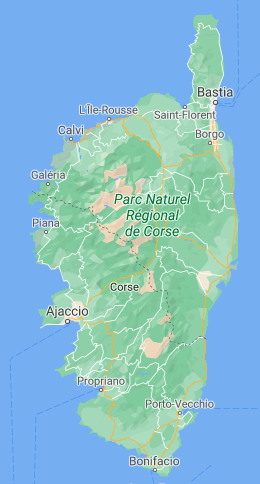 Bastia
L'Île-Rousse
Saint-Florent
Calvi
Borgo
Galéria
Parc Naturel
Régional
de Corse
Piana
Corse
Ajaccio
Propriano
Porto-Vecchio
Bonifacio